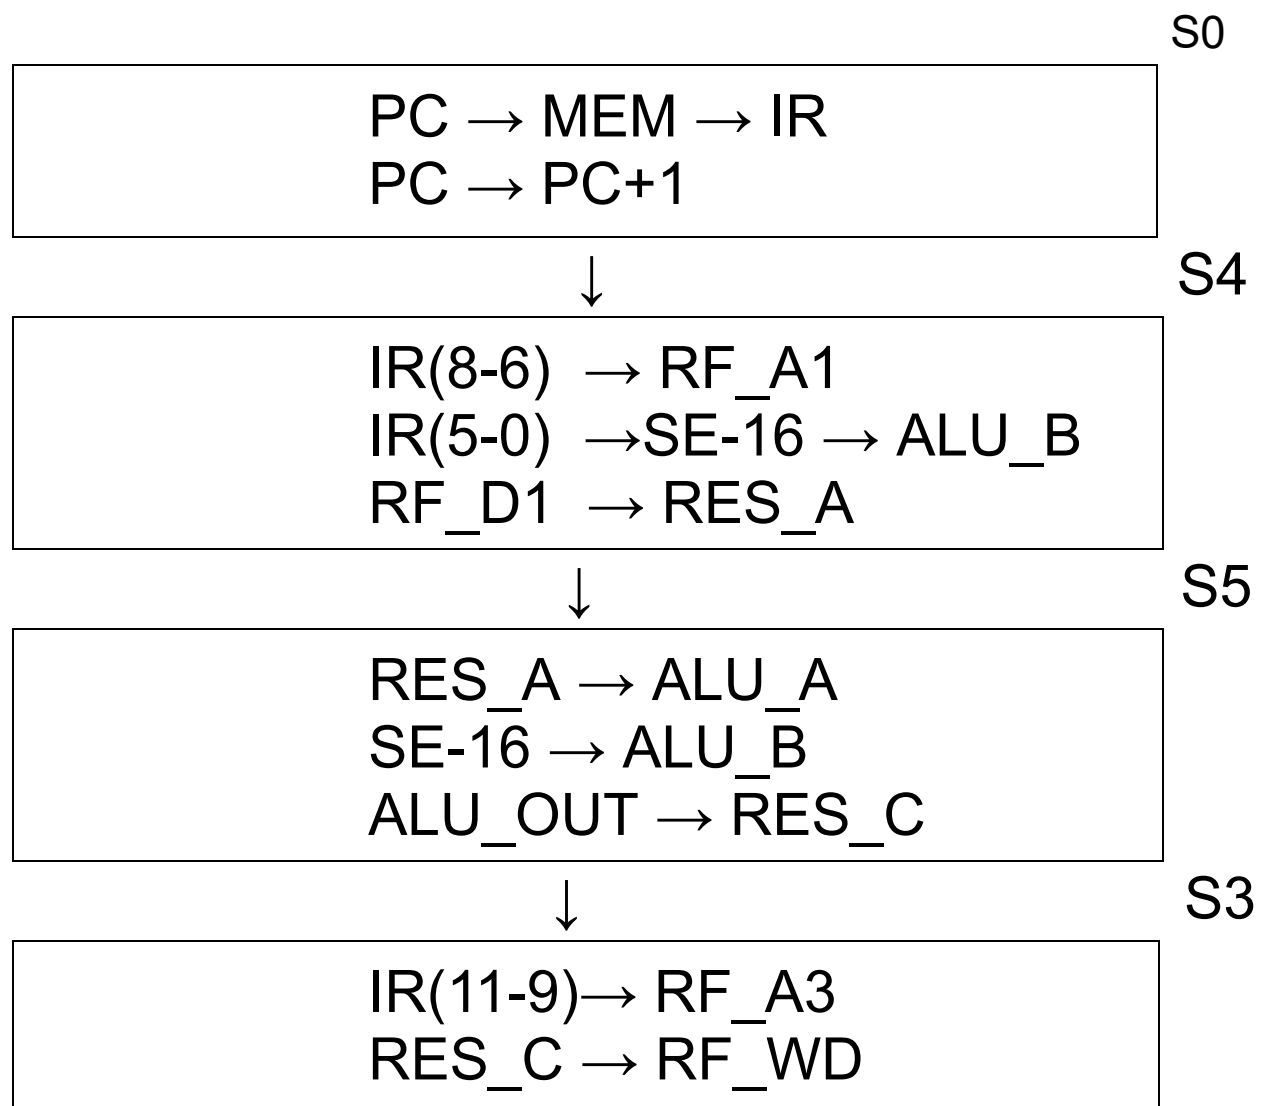 S0
PC → MEM → IR
PC → PC+1
↓
S4
IR(8-6) → RF_A1
IR(5-0) →SE-16 → ALU_B
RF_D1 → RES_A
↓
S5
RES_A → ALU_A
SE-16 → ALU_B
ALU_OUT → RES_C
↓
S3
IR(11-9)→ RF_A3
RES_C → RF_WD